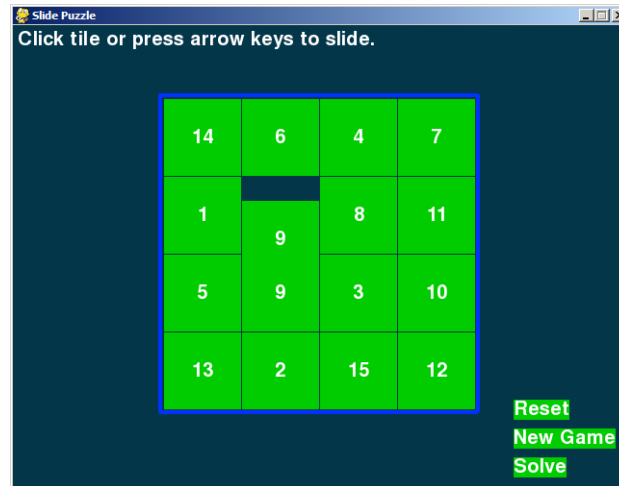 Slide Puzzle
Click tile or press arrow keys to slide.
14 6 4 7
1 8 11
9
5 9 3 10
13 2 15 12
Reset
New Game
Solve